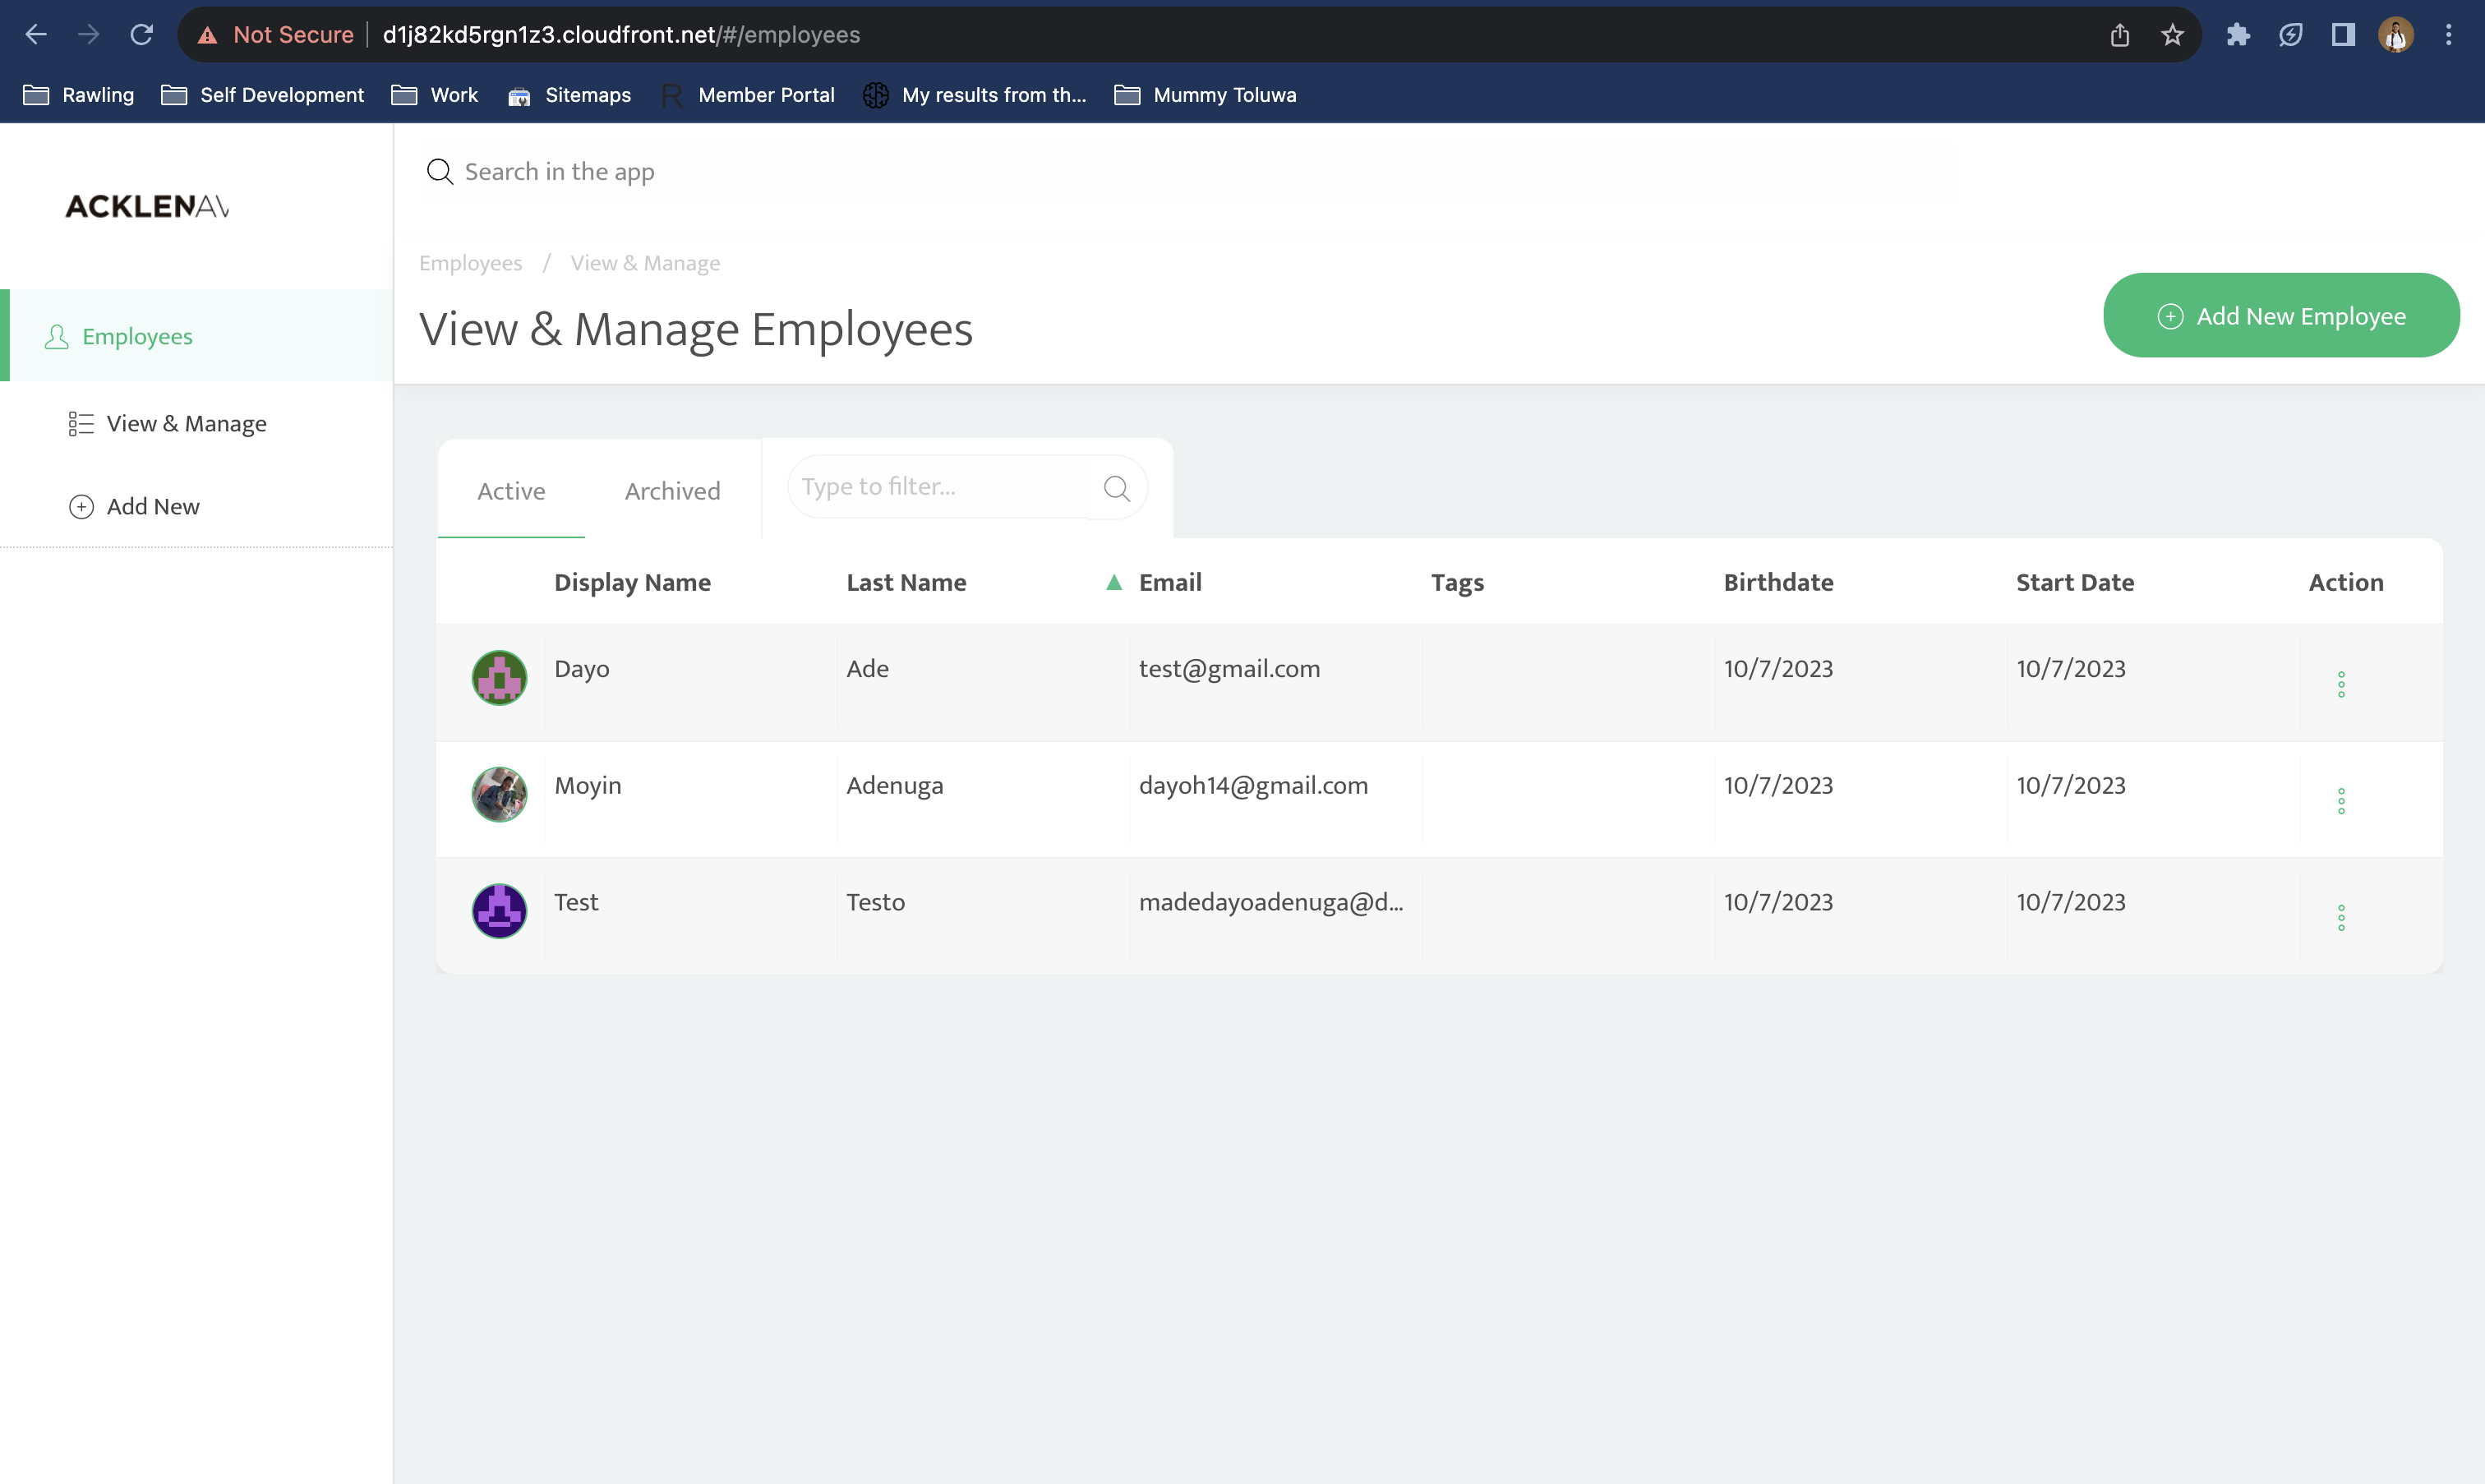 Not Secure d1j82kd5rgn1z3.cloudfront.net/#/employees
Rawling Self Development Work Sitemaps R Member Portal My results from th... Mummy Toluwa
Search in the app
ACKLENAV
Employees / View & Manage
View & Manage Employees
Add New Employee
Employees
View & Manage
Add New
Active Archived Type to filter...
Display Name Last Name Email Tags Birthdate Start Date Action
Dayo Ade test@gmail.com 10/7/2023 10/7/2023
Moyin Adenuga dayoh14@gmail.com 10/7/2023 10/7/2023
Test Testo madedayoadenuga@d... 10/7/2023 10/7/2023